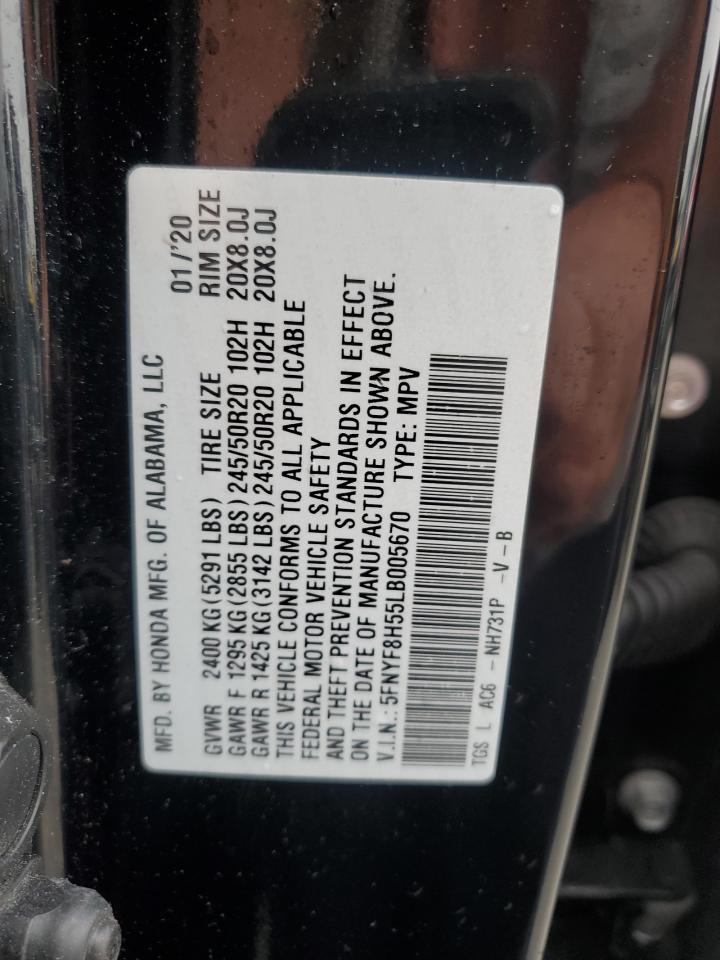 MFD. BY HONDA MFG. OF ALABAMA, LLC 01/'20
GVWR 2400 KG (5291 LBS) TIRE SIZE RIM SIZE
GAWR F 1295 KG (2855 LBS) 245/50R20 102H 20X8.0J
GAWR R 1425 KG (3142 LBS) 245/50R20 102H 20X8.0J
THIS VEHICLE CONFORMS TO ALL APPLICABLE
FEDERAL MOTOR VEHICLE SAFETY
AND THEFT PREVENTION STANDARDS IN EFFECT
ON THE DATE OF MANUFACTURE SHOWN ABOVE.
V.I.N.: 5FNYF8H55LB005670 TYPE: MPV
TGS L AC6 -NH731P -V-B